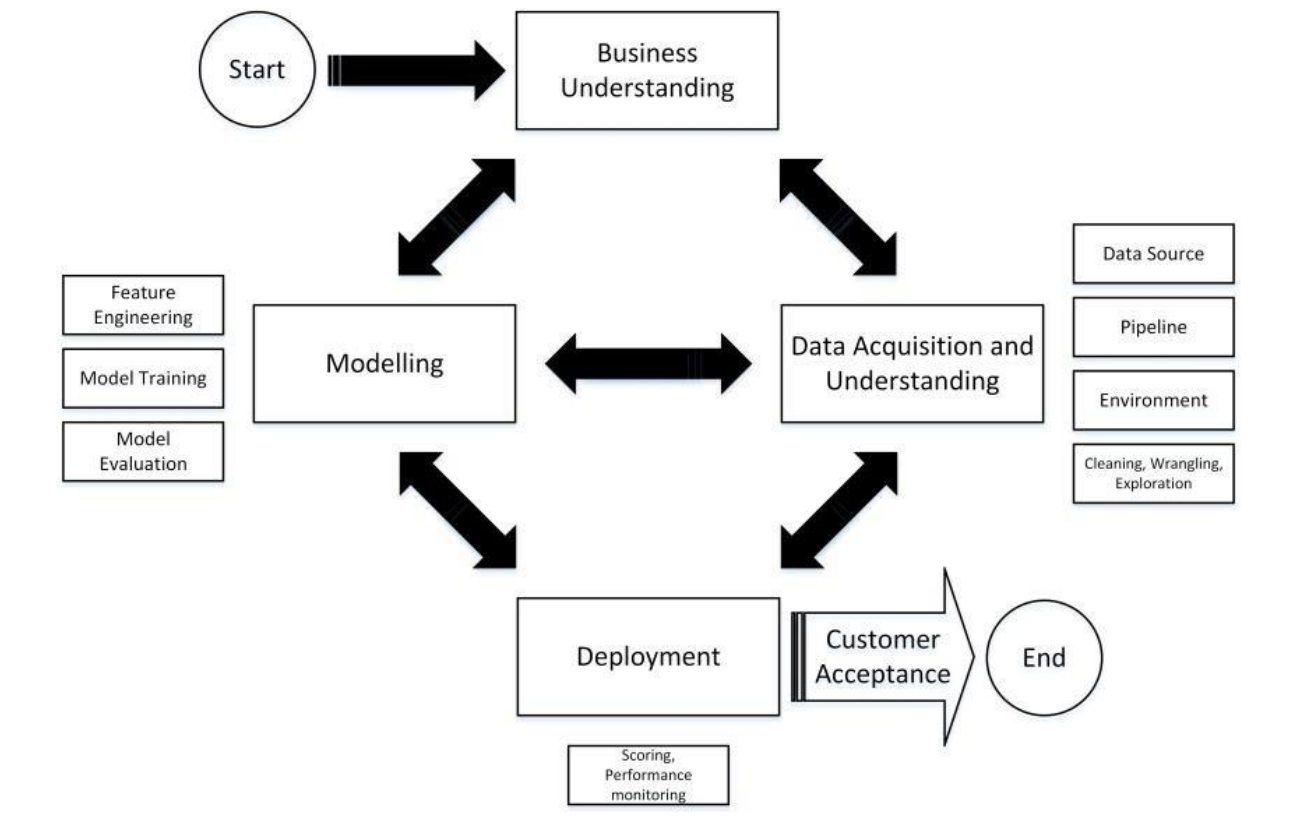 Start
Business
Understanding
Data Source
Feature
Engineering
Pipeline
Modelling
Data Acquisition and
Understanding
Model Training
Environment
Model
Evaluation
Cleaning, Wrangling,
Exploration
Deployment
Customer
Acceptance
End
Scoring,
Performance
monitoring